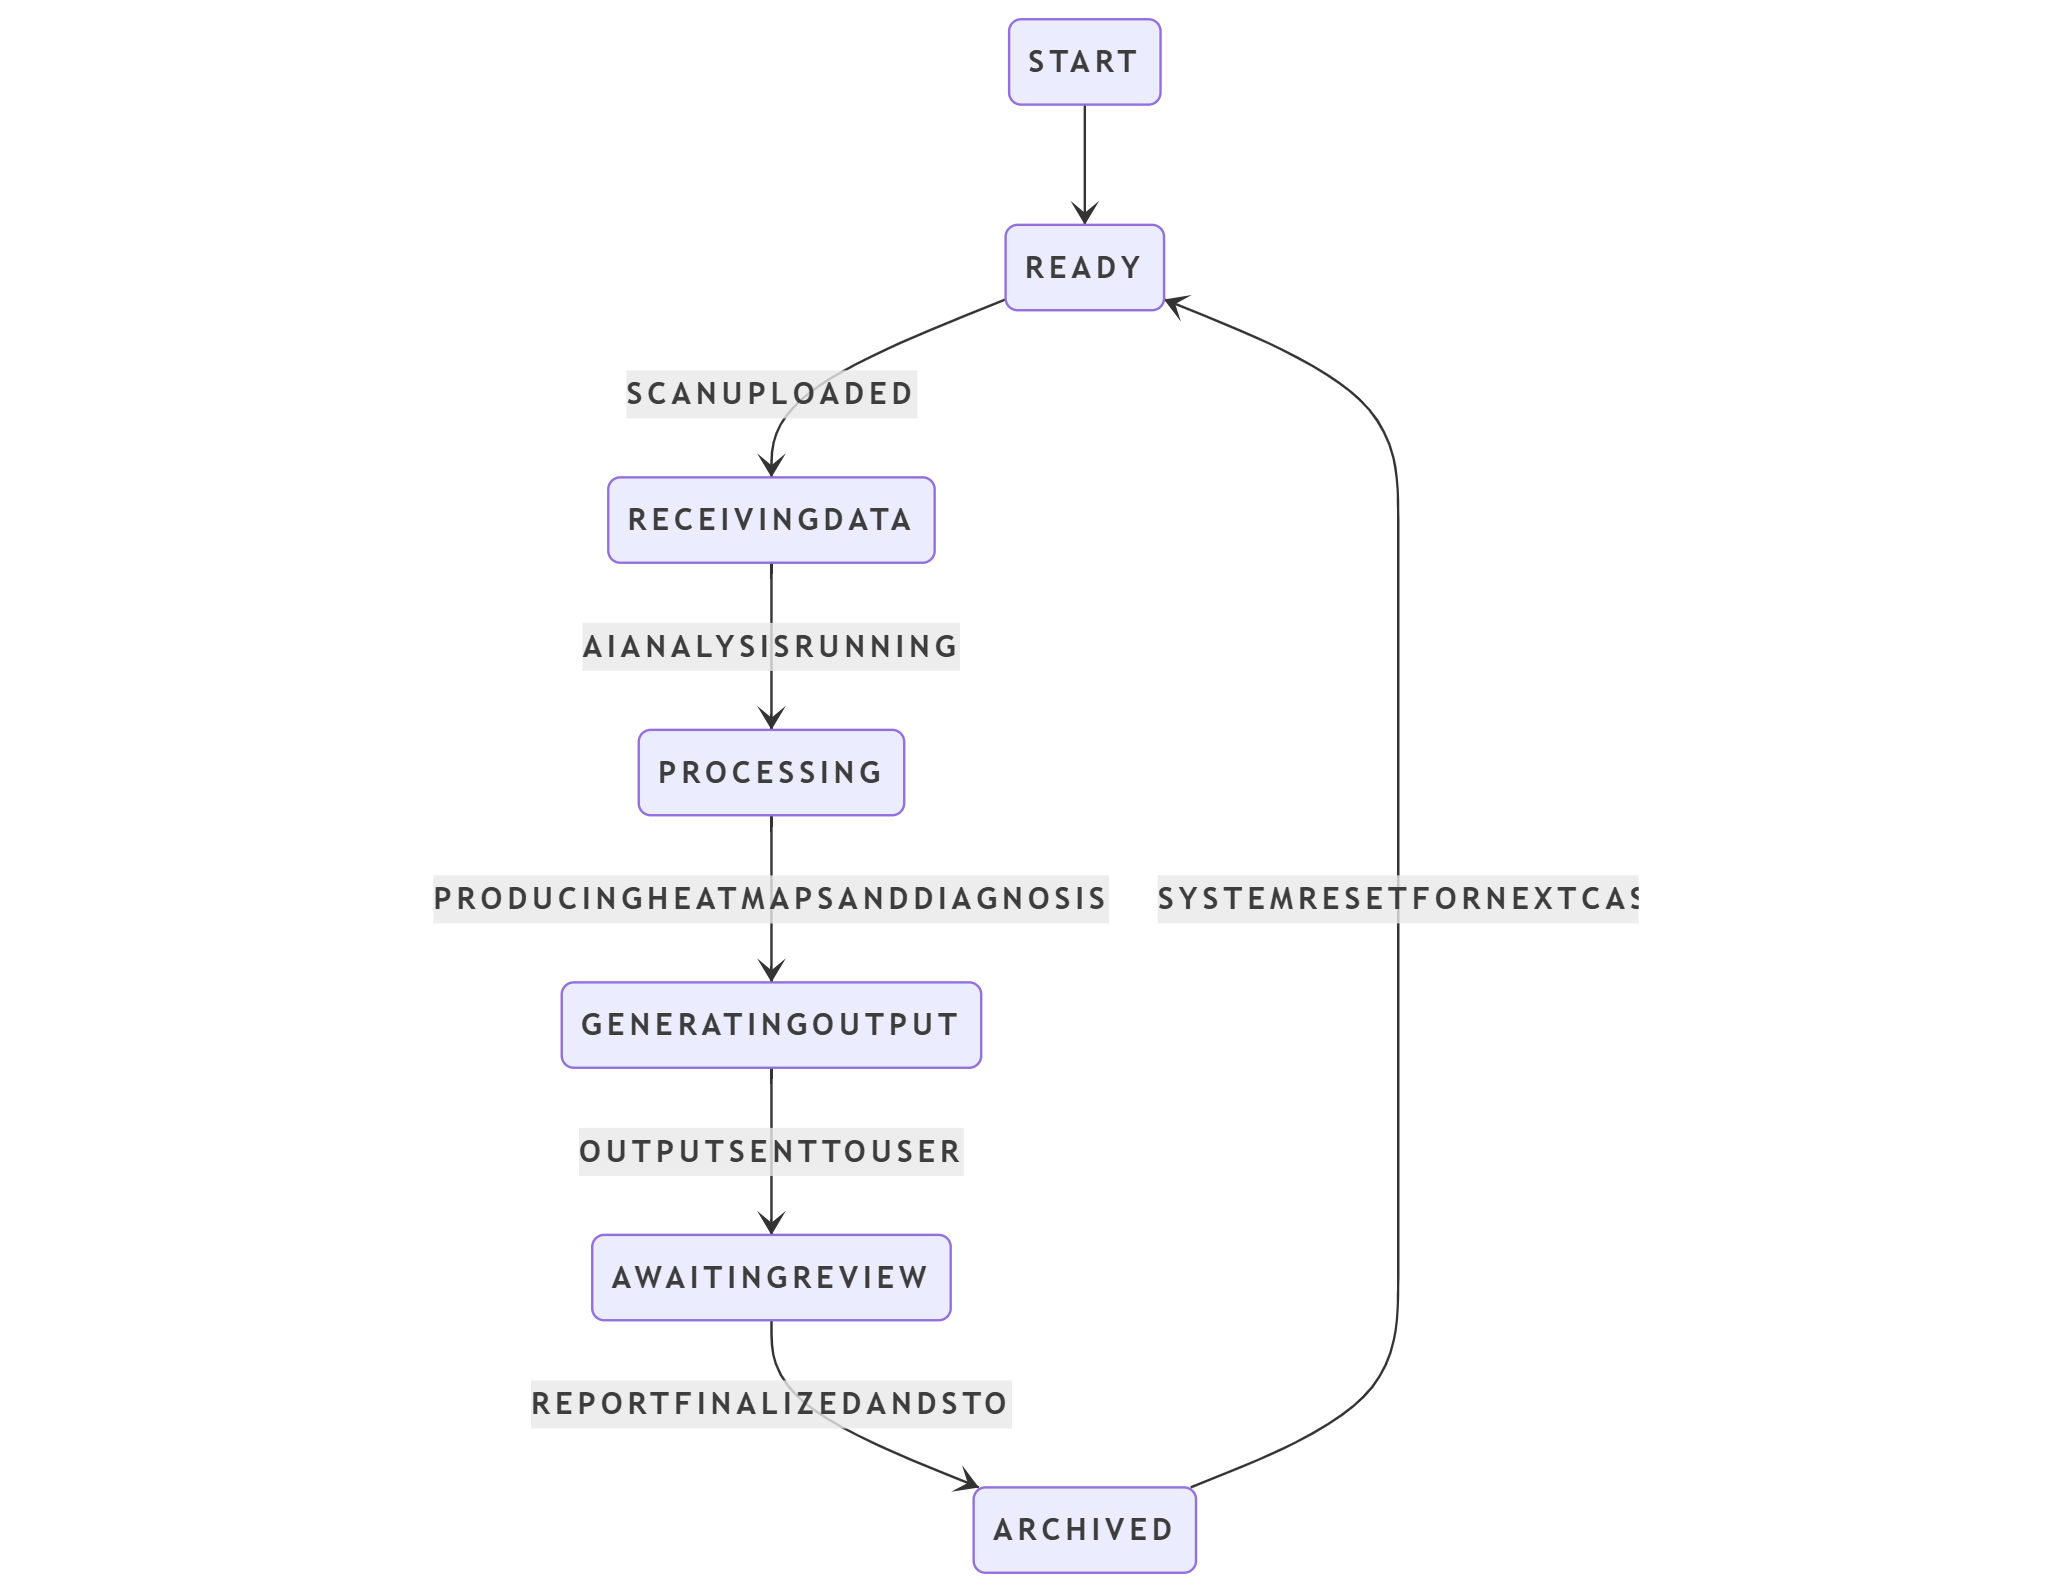 START
READY
SCANUPLOADED
RECEIVINGDATA
AIANALYSISRUNNING
PROCESSING
PRODUCINGHEATMAPSANDDIAGNOSIS
SYSTEMRESETFORNEXTCAS
GENERATINGOUTPUT
OUTPUTSENTTOUSER
AWAITINGREVIEW
REPORTFINALIZEDANDSTO
ARCHIVED